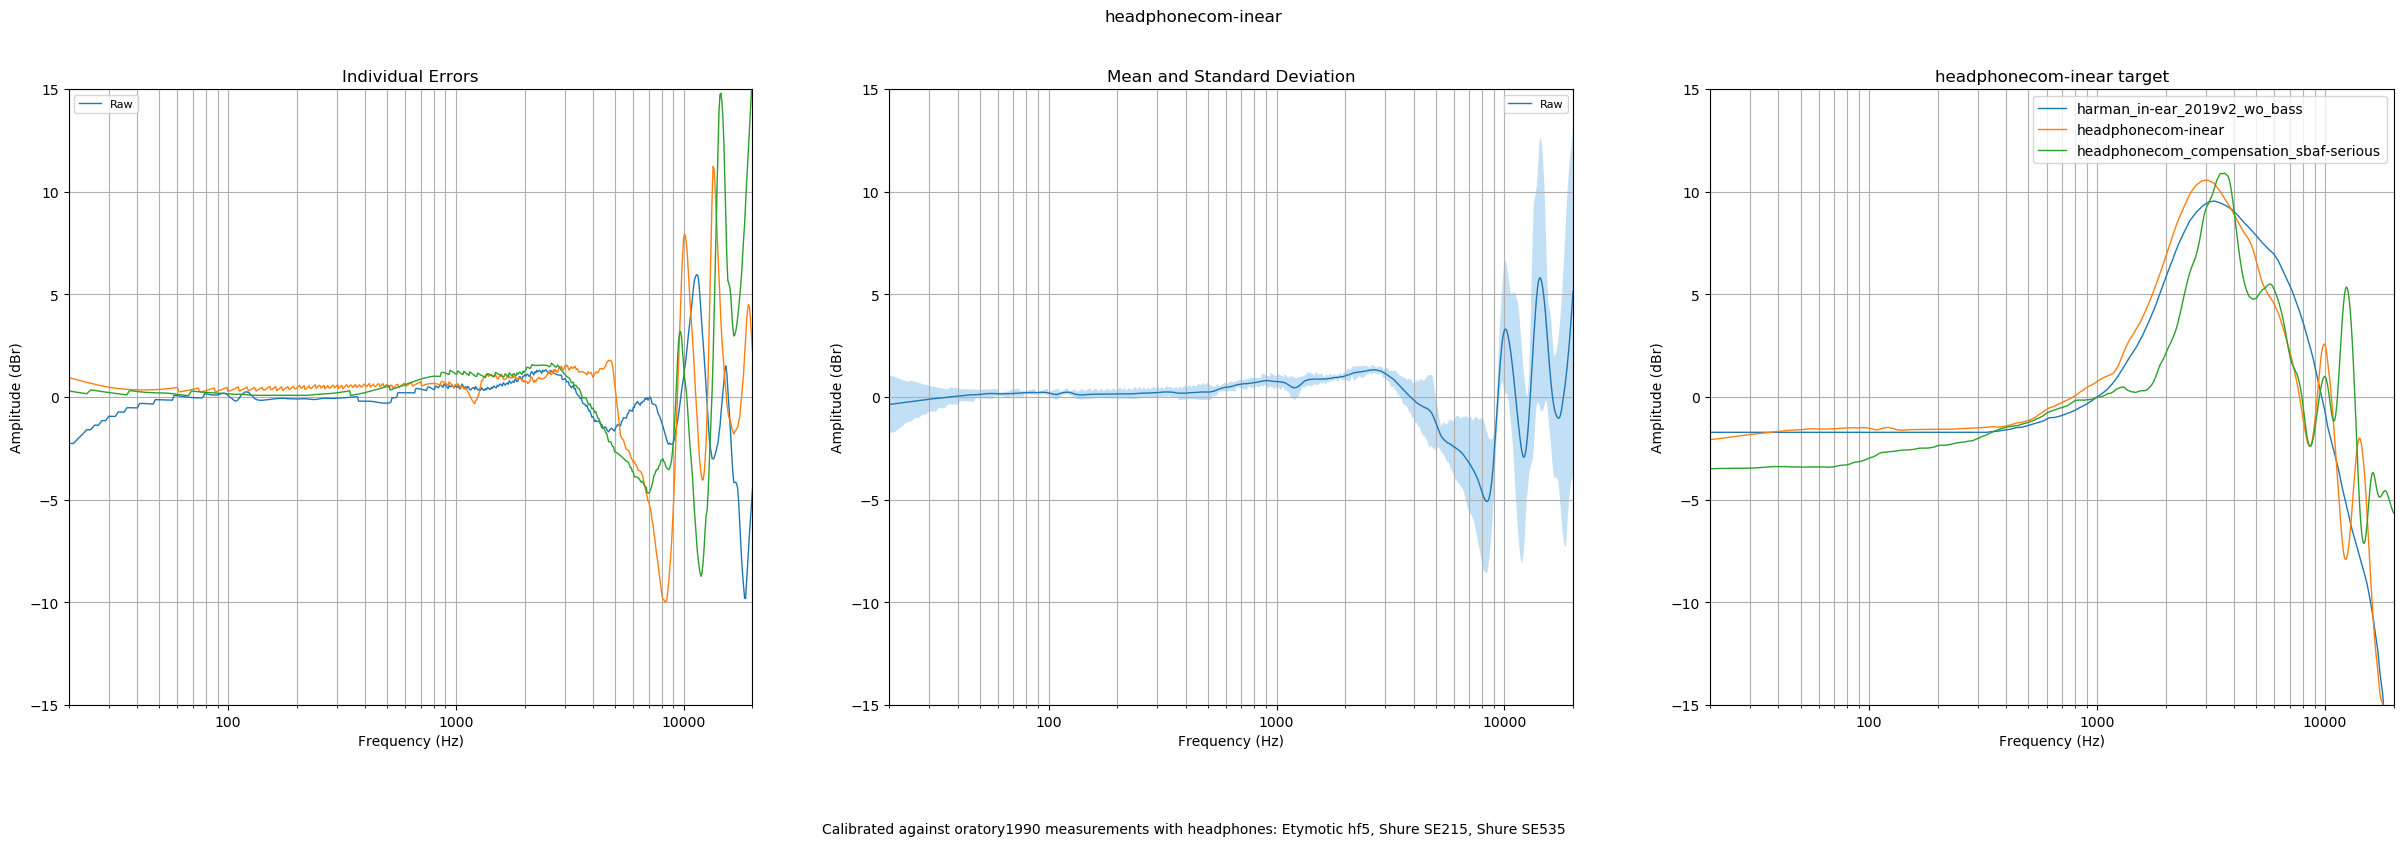 headphonecom-inear
Individual Errors
15
10
5
0
−5
−10
−15
Amplitude (dBr)
Raw
100
1000
10000
Frequency (Hz)
Mean and Standard Deviation
15
10
5
0
−5
−10
−15
Amplitude (dBr)
Raw
100
1000
10000
Frequency (Hz)
headphonecom-inear target
15
10
5
0
−5
−10
−15
Amplitude (dBr)
harman_in-ear_2019v2_wo_bass
headphonecom-inear
headphonecom_compensation_sbaf-serious
100
1000
10000
Frequency (Hz)
Calibrated against oratory1990 measurements with headphones: Etymotic hf5, Shure SE215, Shure SE535